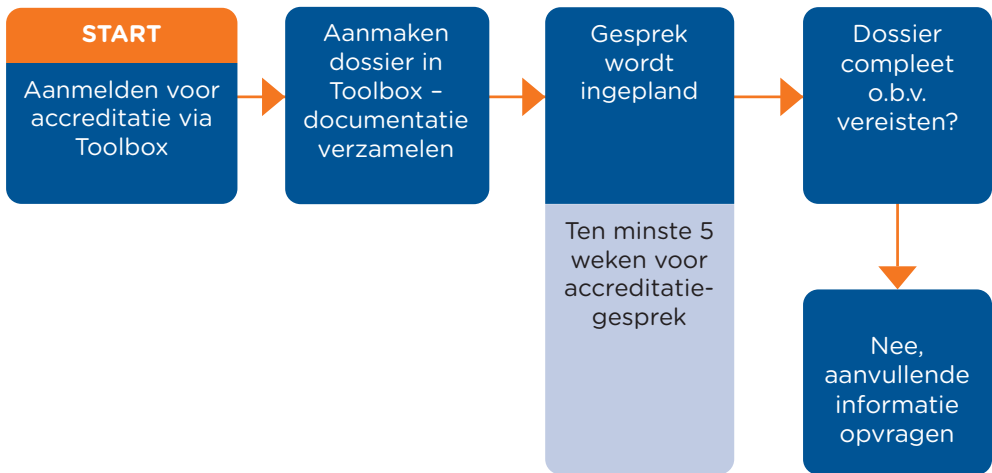 START
Aanmelden voor
accreditatie via
Toolbox
Aanmaken
dossier in
Toolbox –
documentatie
verzamelen
Gesprek
wordt
ingepland
Ten minste 5
weken voor
accreditatie-
gesprek
Dossier
compleet
o.b.v.
vereisten?
Nee,
aanvullende
informatie
opvragen